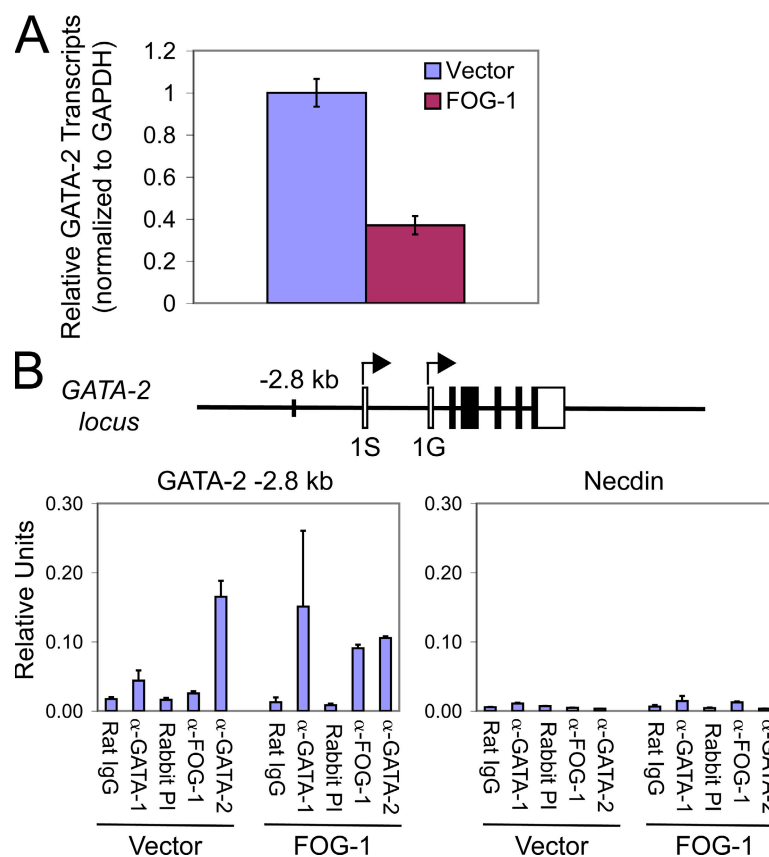 A
Relative GATA-2 Transcripts
(normalized to GAPDH)
1.2
1
0.8
0.6
0.4
0.2
0
Vector
FOG-1
B
GATA-2
locus
-2.8 kb
1S
1G
GATA-2 -2.8 kb
Relative Units
0.30
0.20
0.10
0.00
Rat IgG
α-GATA-1
Rabbit PI
α-FOG-1
α-GATA-2
Rat IgG
α-GATA-1
Rabbit PI
α-FOG-1
α-GATA-2
Vector
FOG-1
Necdin
0.30
0.20
0.10
0.00
Rat IgG
α-GATA-1
Rabbit PI
α-FOG-1
α-GATA-2
Rat IgG
α-GATA-1
Rabbit PI
α-FOG-1
Vector
FOG-1